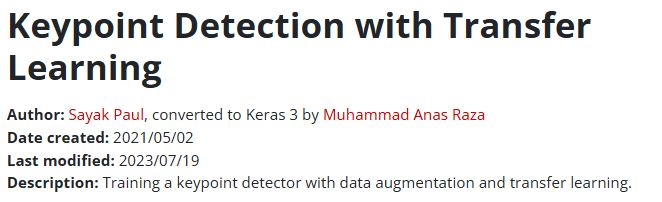 Keypoint Detection with Transfer
Learning
Author: Sayak Paul, converted to Keras 3 by Muhammad Anas Raza
Date created: 2021/05/02
Last modified: 2023/07/19
Description: Training a keypoint detector with data augmentation and transfer learning.